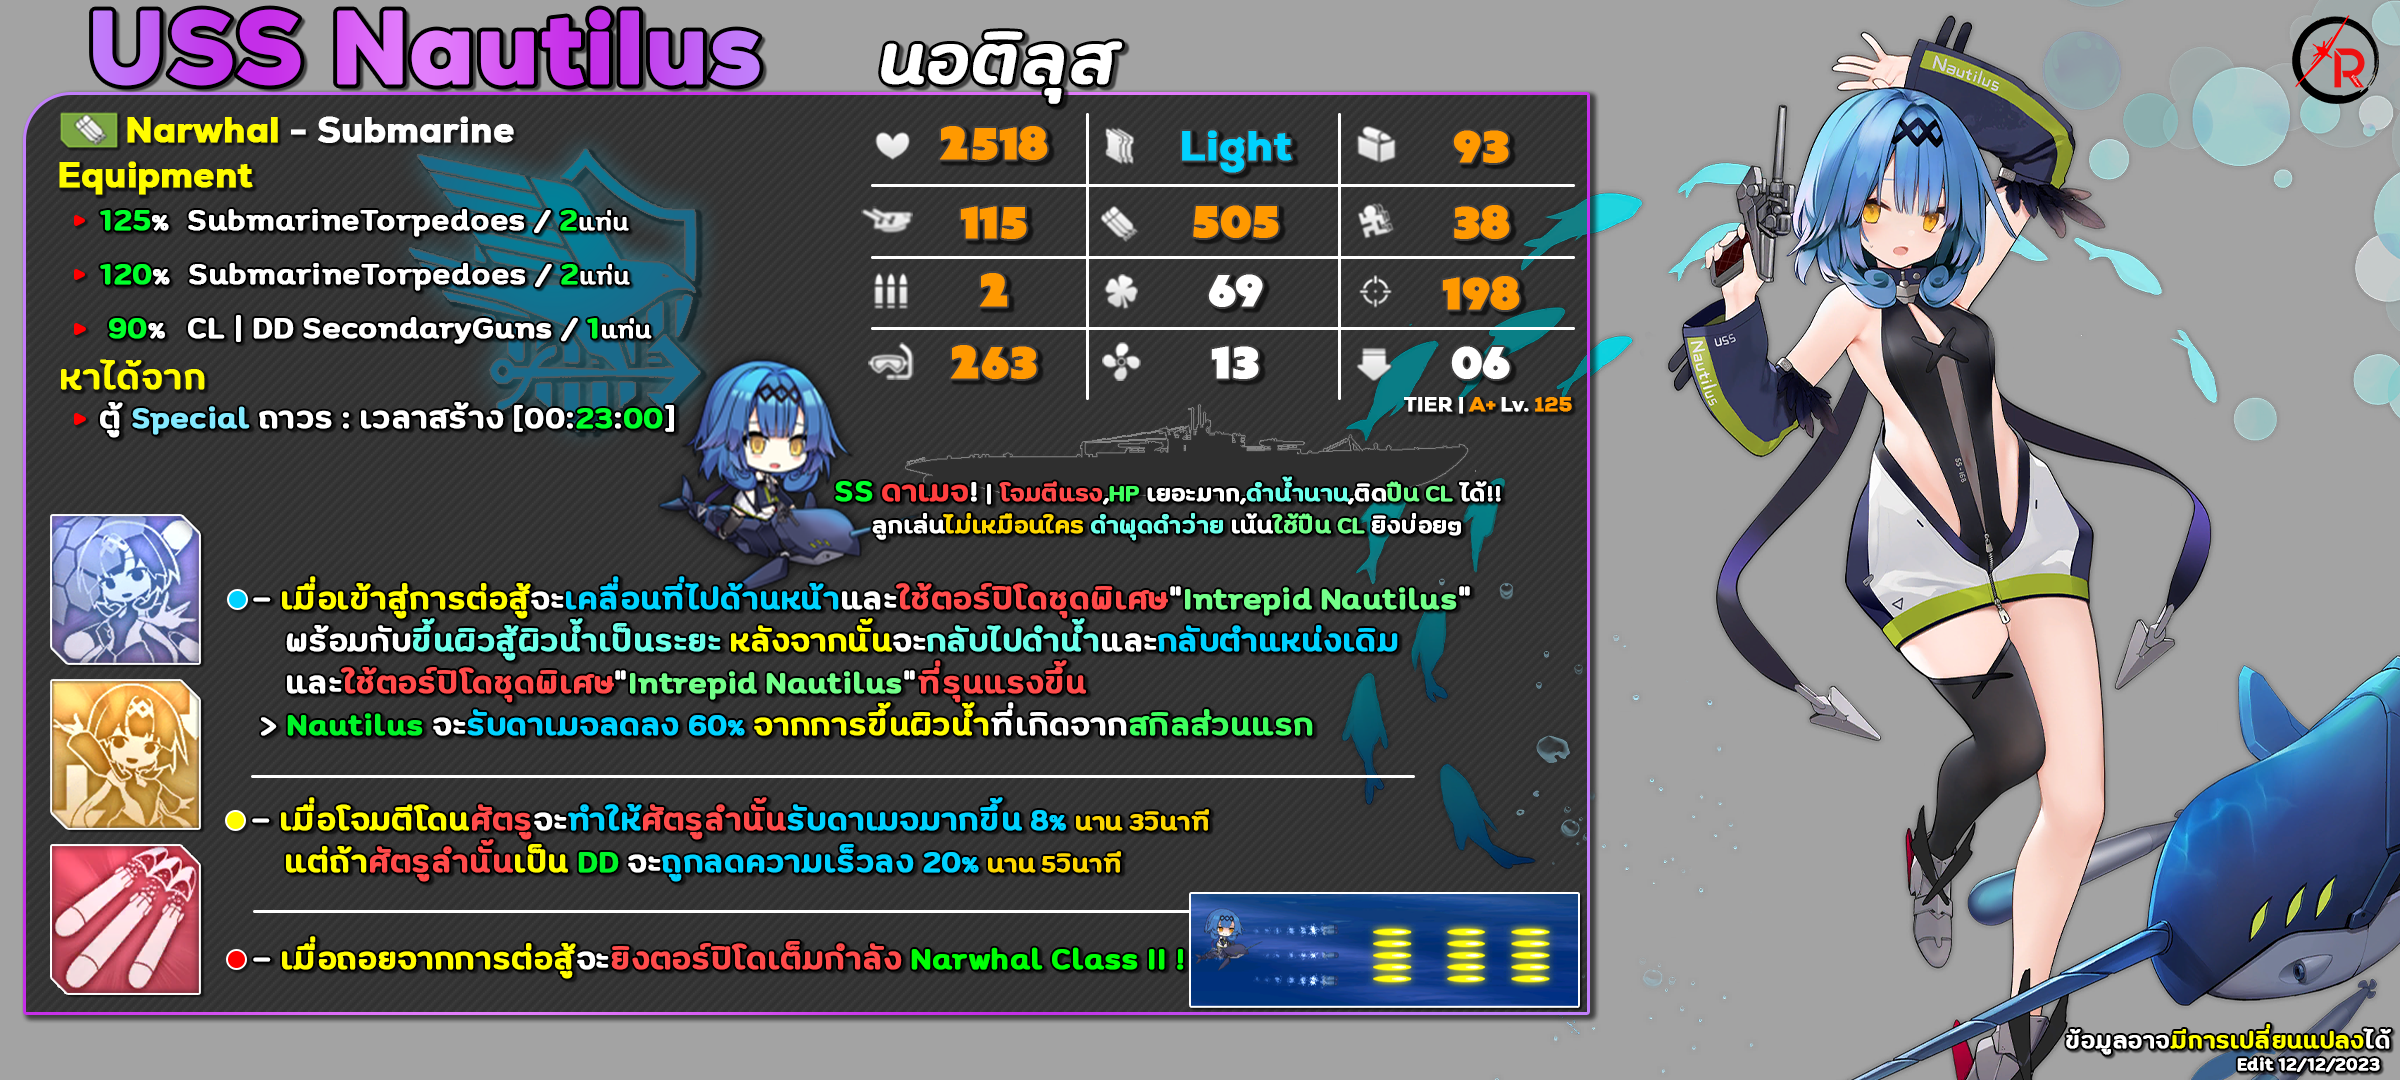 USS Nautilus
นอติลุส
R
Narwhal - Submarine
Equipment
125% SubmarineTorpedoes / 2แท่น
120% SubmarineTorpedoes / 2แท่น
90% CL | DD SecondaryGuns / 1แท่น
หาได้จาก
ตู้ Special ถาวร : เวลาสร้าง [00:23:00]
2518 Light 93
115 505 38
2 69 198
263 13 06
TIER | A+ Lv. 125
SS ดาเมจ! | โจมตีแรง,HP เยอะมาก,ดำน้ำนาน,ติดปืน CL ได้!!
ลูกเล่นไม่เหมือนใคร ดำผุดดำว่าย เน้นใช้ปืน CL ยิงบ่อยๆ
- เมื่อเข้าสู่การต่อสู้จะเคลื่อนที่ไปด้านหน้าและใช้ตอร์ปิโดชุดพิเศษ"Intrepid Nautilus"
พร้อมกับขึ้นผิวสู้ผิวน้ำเป็นระยะ หลังจากนั้นจะกลับไปดำน้ำและกลับตำแหน่งเดิม
และใช้ตอร์ปิโดชุดพิเศษ"Intrepid Nautilus"ที่รุนแรงขึ้น
> Nautilus จะรับดาเมจลดลง 60% จากการขึ้นผิวน้ำที่เกิดจากสกิลส่วนแรก
- เมื่อโจมตีโดนศัตรูจะทำให้ศัตรูลำนั้นรับดาเมจมากขึ้น 8% นาน 3วินาที
แต่ถ้าศัตรูลำนั้นเป็น DD จะถูกลดความเร็วลง 20% นาน 5วินาที
- เมื่อถอยจากการต่อสู้จะยิงตอร์ปิโดเต็มกำลัง Narwhal Class II !
Nautilus
USS
Nautilus
SS-168
ข้อมูลอาจมีการเปลี่ยนแปลงได้
Edit 12/12/2023